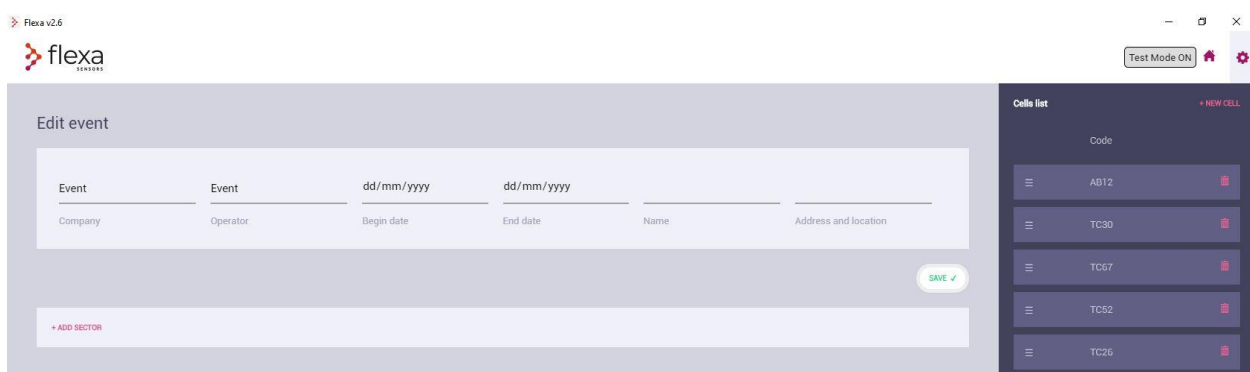 Flexa v2.6
flexa
SENSORS
Test Mode ON
Edit event
Event Event dd/mm/yyyy dd/mm/yyyy
Company Operator Begin date End date Name Address and location
SAVE ✓
+ ADD SECTOR
Cells list + NEW CELL
Code
AB12
TC30
TC67
TC52
TC26